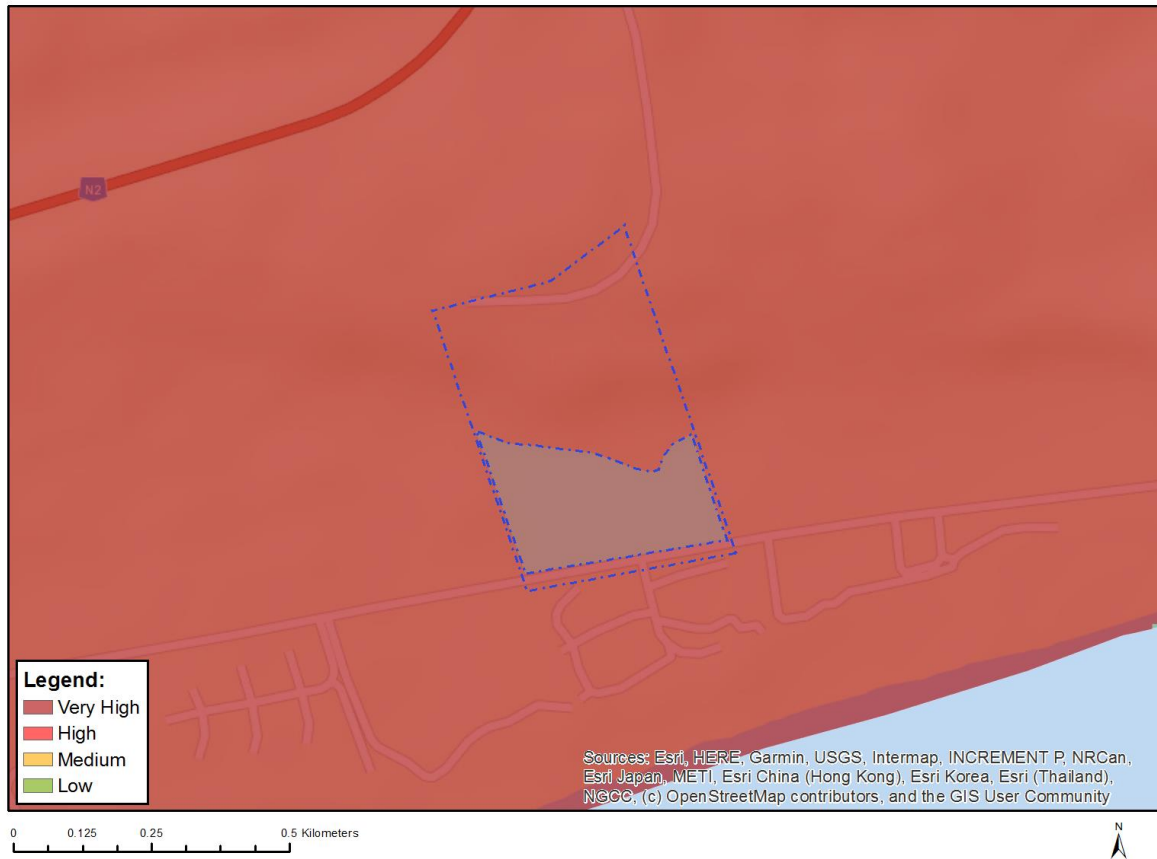 N2
Legend:
Very High
High
Medium
Low
Sources: Esri, HERE, Garmin, USGS, Intermap, INCREMENT P, NRCan,
Esri Japan, METI, Esri China (Hong Kong), Esri Korea, Esri (Thailand),
NGCC, (c) OpenStreetMap contributors, and the GIS User Community
0 0.125 0.25 0.5 Kilometers
N